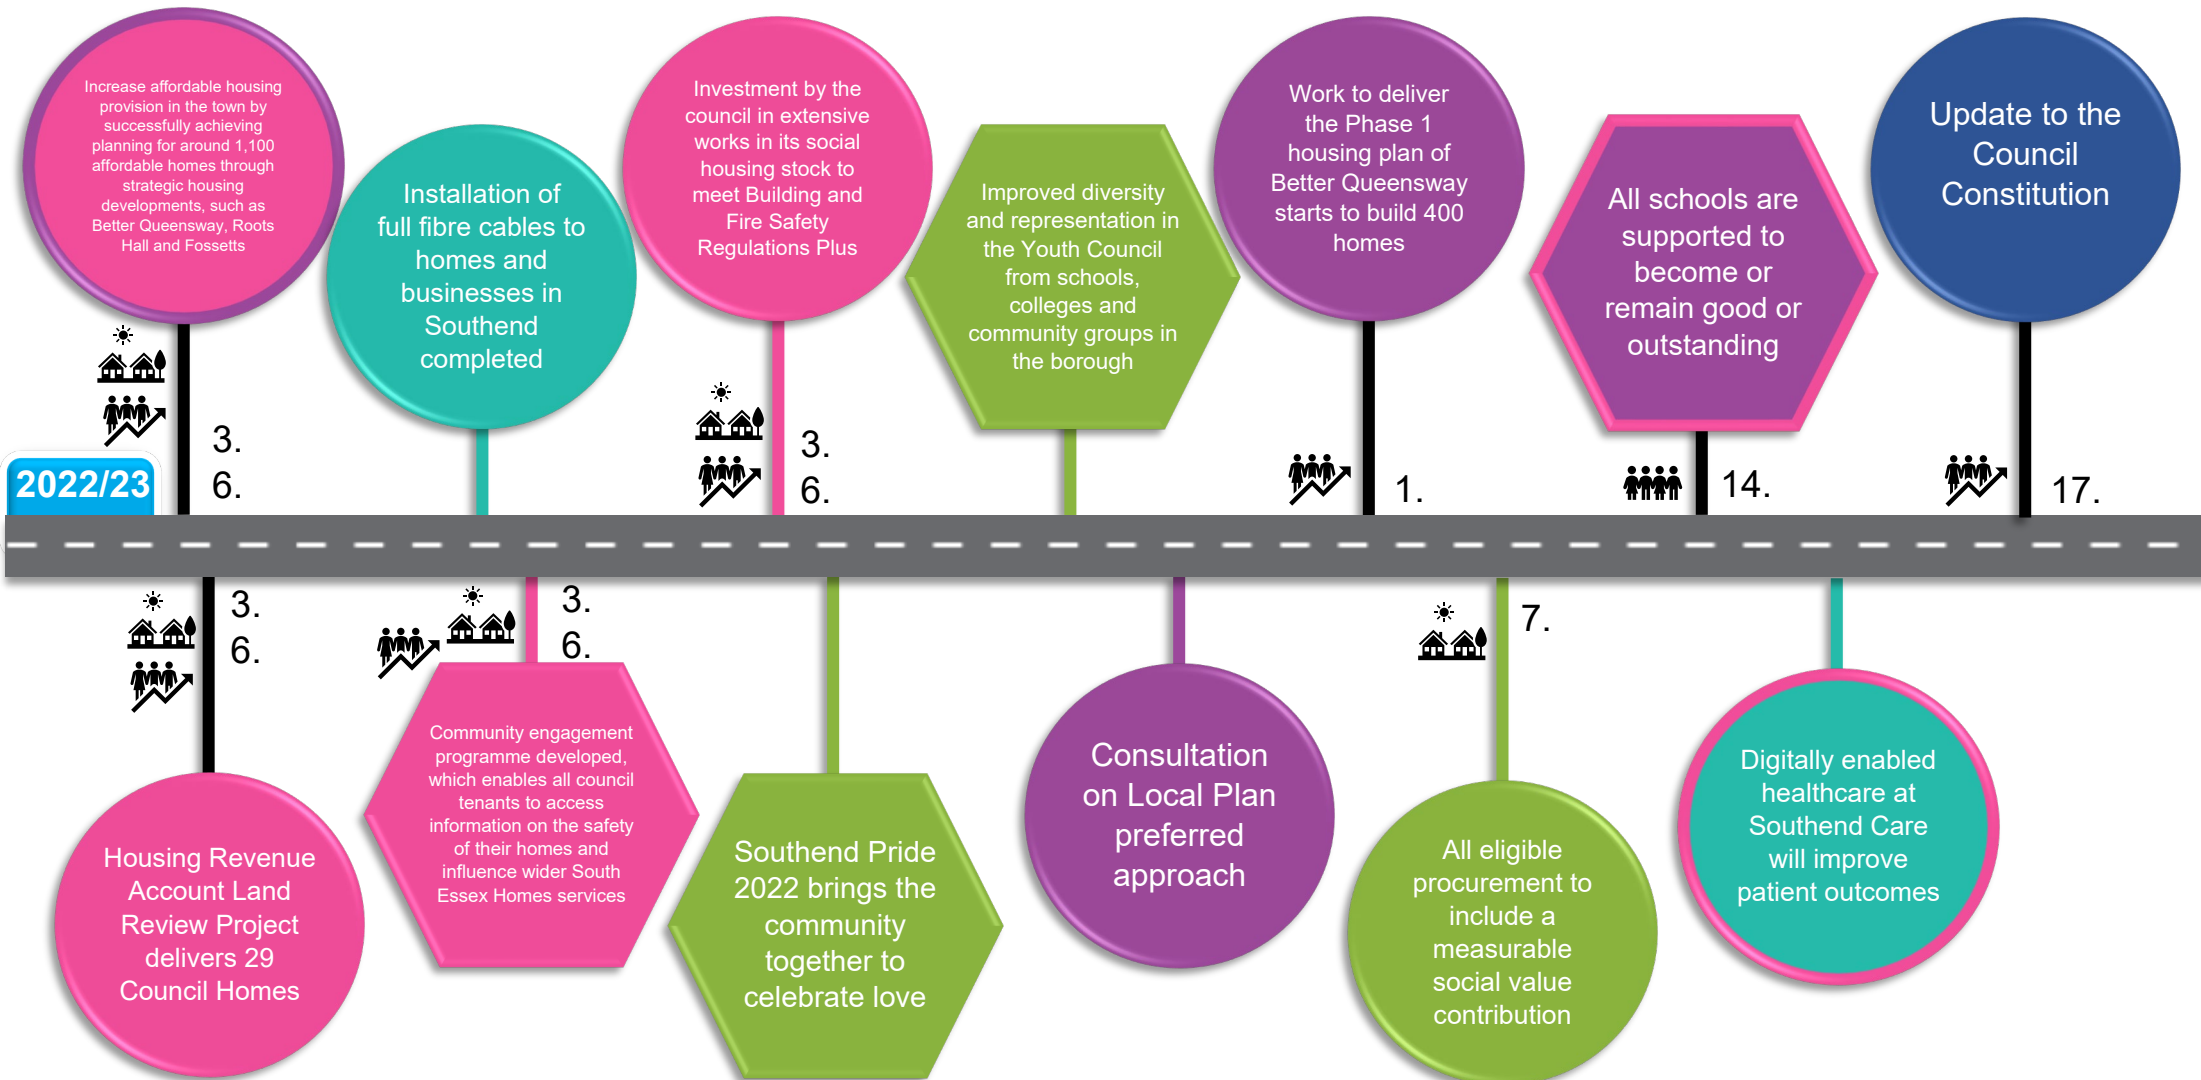 Increase affordable housing
provision in the town by
successfully achieving
planning for around 1,100
affordable homes through
strategic housing
developments, such as
Better Queensway, Roots
Hall and Fossetts
3.
6.
Installation of
full fibre cables to
homes and
businesses in
Southend
completed
Investment by the
council in extensive
works in its social
housing stock to
meet Building and
Fire Safety
Regulations Plus
3.
6.
Improved diversity
and representation in
the Youth Council
from schools,
colleges and
community groups in
the borough
Work to deliver
the Phase 1
housing plan of
Better Queensway
starts to build 400
homes
1.
All schools are
supported to
become or
remain good or
outstanding
14.
Update to the
Council
Constitution
17.
2022/23
3.
6.
Housing Revenue
Account Land
Review Project
delivers 29
Council Homes
3.
6.
Community engagement
programme developed,
which enables all council
tenants to access
information on the safety
of their homes and
influence wider South
Essex Homes services
Southend Pride
2022 brings the
community
together to
celebrate love
Consultation
on Local Plan
preferred
approach
7.
All eligible
procurement to
include a
measurable
social value
contribution
Digitally enabled
healthcare at
Southend Care
will improve
patient outcomes